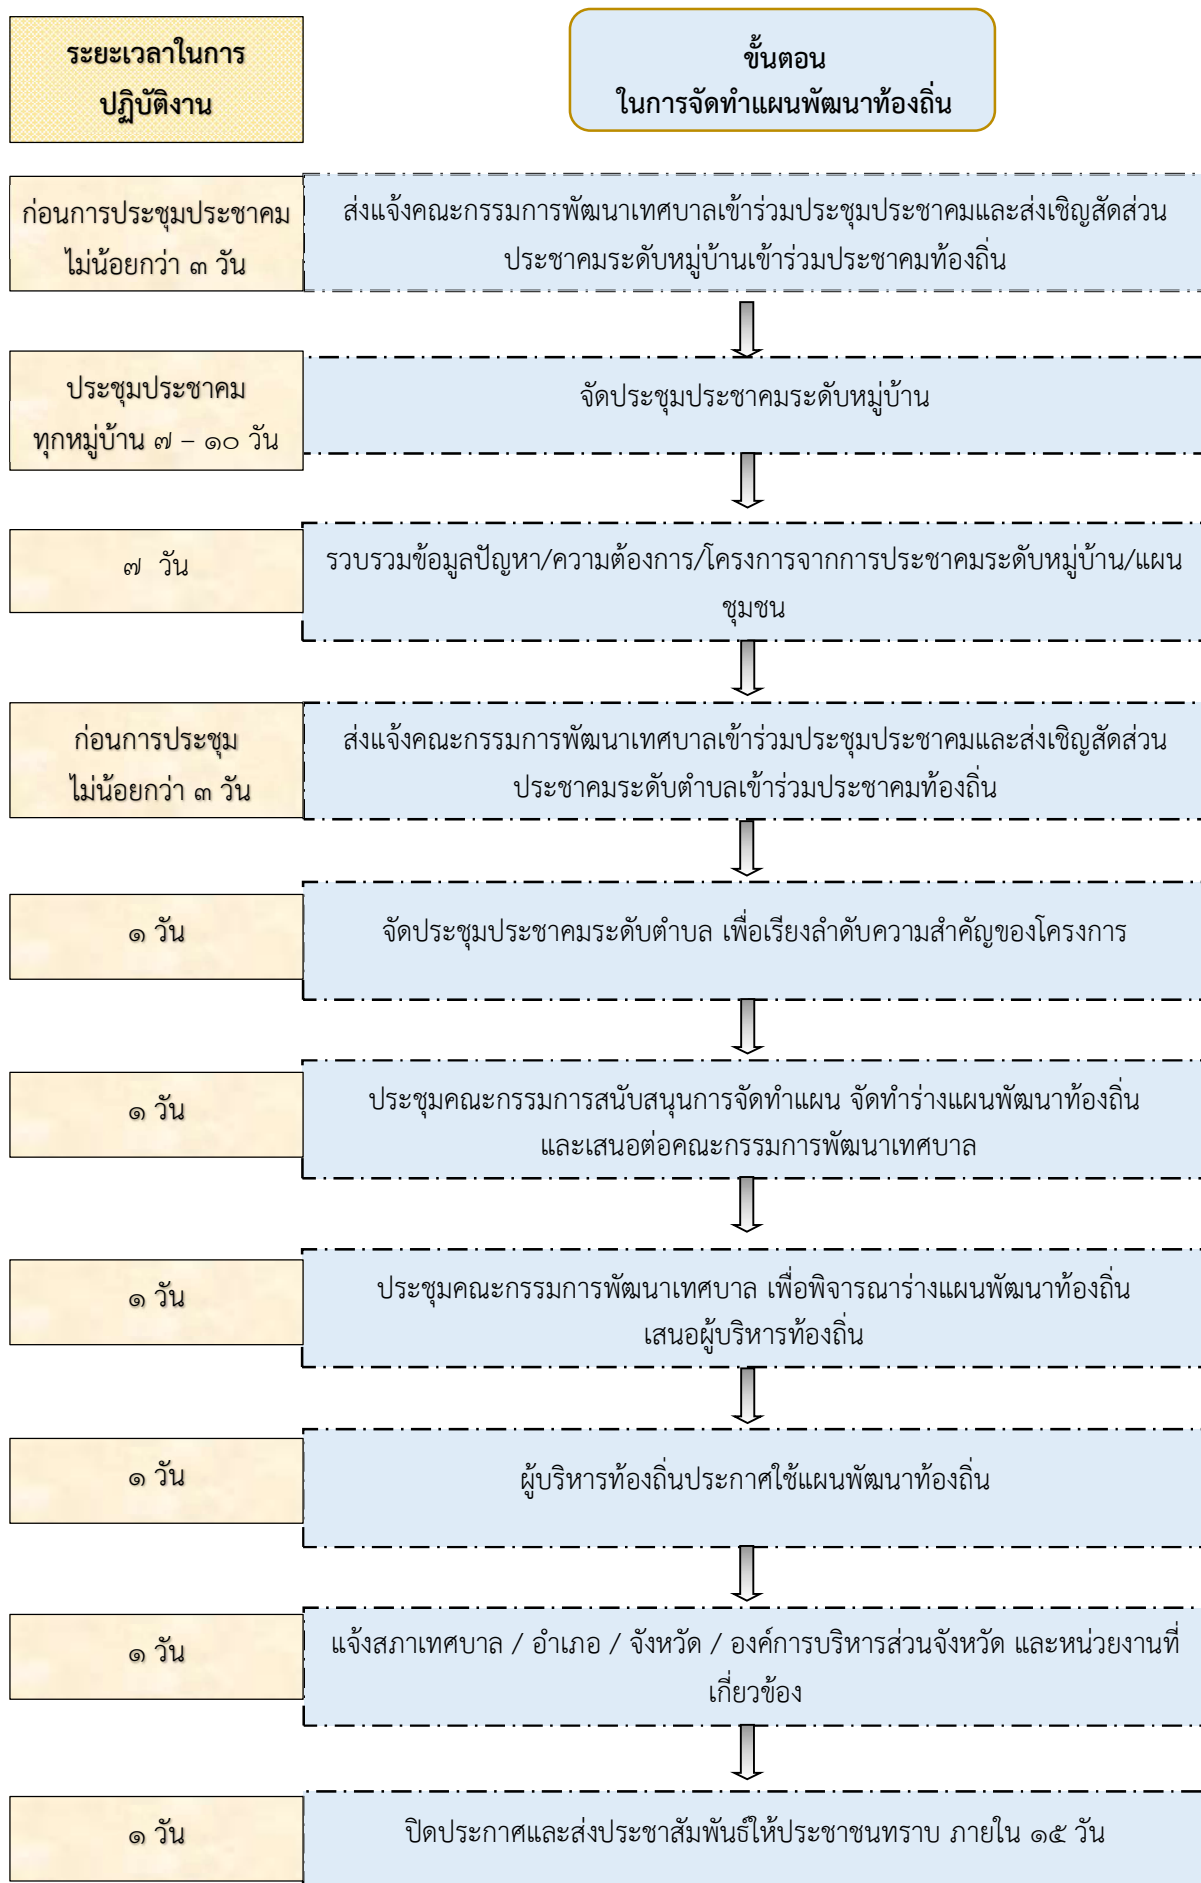 ระยะเวลาในการ
ปฏิบัติงาน
ขั้นตอน
ในการจัดทำแผนพัฒนาท้องถิ่น
ก่อนการประชุมประชาคม
ไม่น้อยกว่า ๓ วัน
ส่งแจ้งคณะกรรมการพัฒนาเทศบาลเข้าร่วมประชุมประชาคมและส่งเชิญสัดส่วน
ประชาคมระดับหมู่บ้านเข้าร่วมประชาคมท้องถิ่น
ประชุมประชาคม
ทุกหมู่บ้าน ๗ – ๑๐ วัน
จัดประชุมประชาคมระดับหมู่บ้าน
๗ วัน
รวบรวมข้อมูลปัญหา/ความต้องการ/โครงการจากการประชาคมระดับหมู่บ้าน/แผน
ชุมชน
ก่อนการประชุม
ไม่น้อยกว่า ๓ วัน
ส่งแจ้งคณะกรรมการพัฒนาเทศบาลเข้าร่วมประชุมประชาคมและส่งเชิญสัดส่วน
ประชาคมระดับตำบลเข้าร่วมประชาคมท้องถิ่น
๑ วัน
จัดประชุมประชาคมระดับตำบล เพื่อเรียงลำดับความสำคัญของโครงการ
๑ วัน
ประชุมคณะกรรมการสนับสนุนการจัดทำแผน จัดทำร่างแผนพัฒนาท้องถิ่น
และเสนอต่อคณะกรรมการพัฒนาเทศบาล
๑ วัน
ประชุมคณะกรรมการพัฒนาเทศบาล เพื่อพิจารณาร่างแผนพัฒนาท้องถิ่น
เสนอผู้บริหารท้องถิ่น
๑ วัน
ผู้บริหารท้องถิ่นประกาศใช้แผนพัฒนาท้องถิ่น
๑ วัน
แจ้งสภาเทศบาล / อำเภอ / จังหวัด / องค์การบริหารส่วนจังหวัด และหน่วยงานที่
เกี่ยวข้อง
๑ วัน
ปิดประกาศและส่งประชาสัมพันธ์ให้ประชาชนทราบ ภายใน ๑๕ วัน